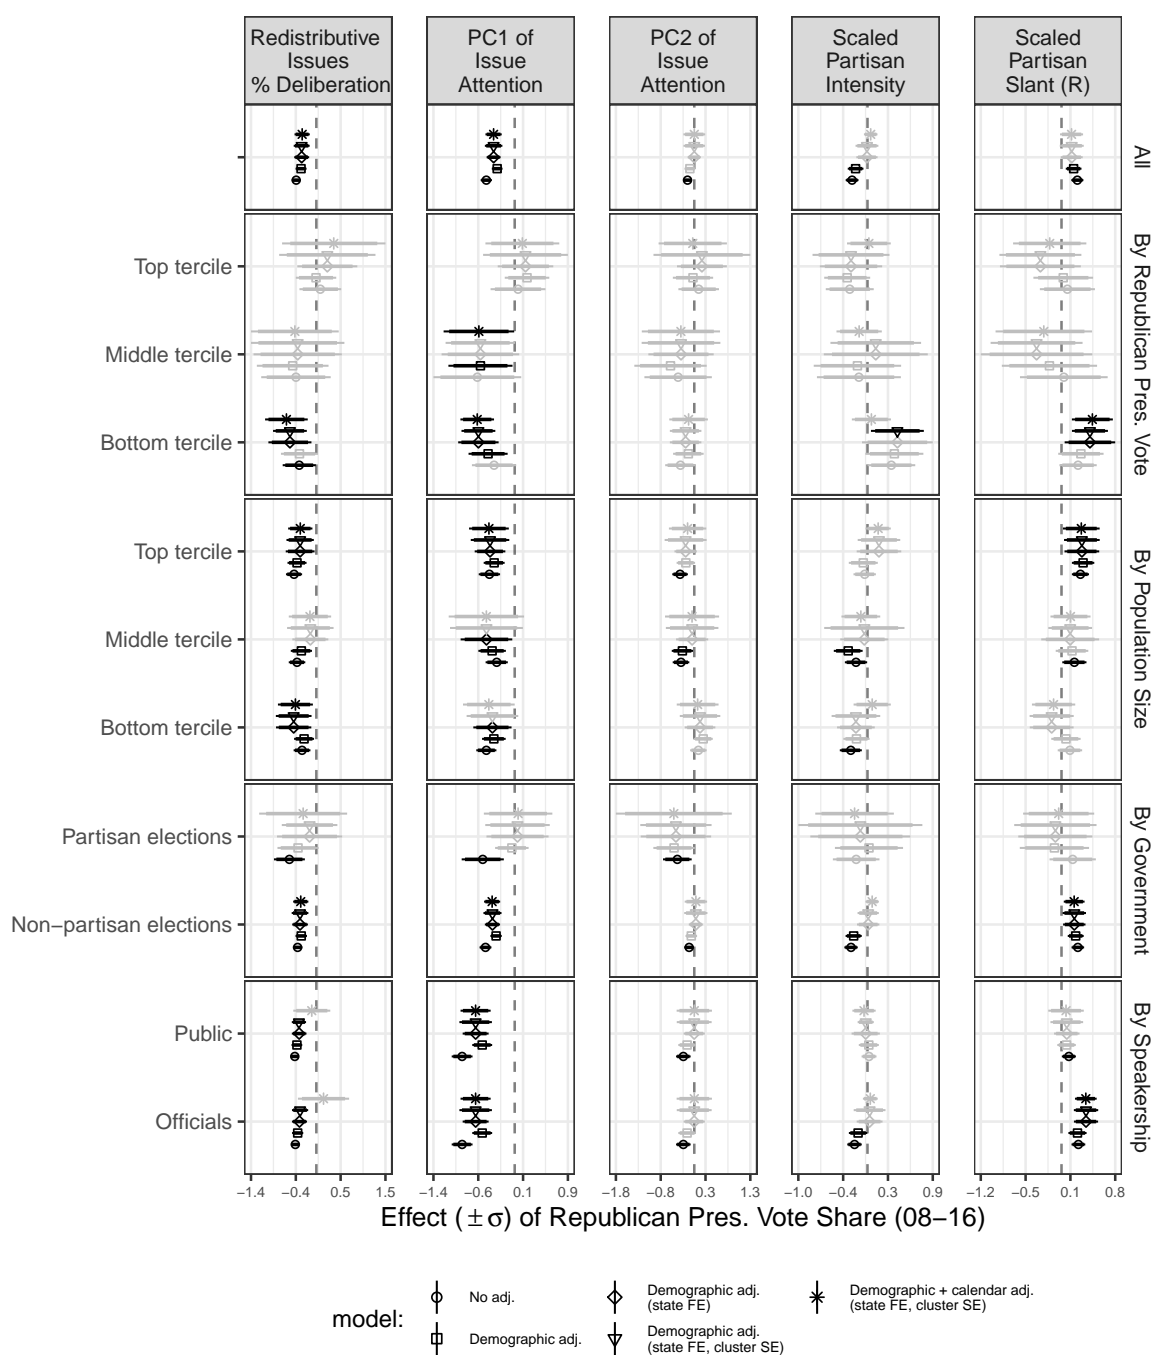 Redistributive
Issues
% Deliberation
PC1 of
Issue
Attention
PC2 of
Issue
Attention
Scaled
Partisan
Intensity
Scaled
Partisan
Slant (R)
All
Top tercile
Middle tercile
Bottom tercile
By Republican Pres. Vote
Top tercile
Middle tercile
Bottom tercile
By Population Size
Partisan elections
Non−partisan elections
By Government
Public
Officials
By Speakership
−1.4 −0.4 0.5 1.5 −1.4 −0.6 0.1 0.9 −1.8 −0.8 0.3 1.3 −1.0 −0.4 0.3 0.9 −1.2 −0.5 0.1 0.8
Effect (±σ) of Republican Pres. Vote Share (08−16)
model:
No adj.
Demographic adj.
Demographic adj.
(state FE)
Demographic adj.
(state FE, cluster SE)
Demographic + calendar adj.
(state FE, cluster SE)